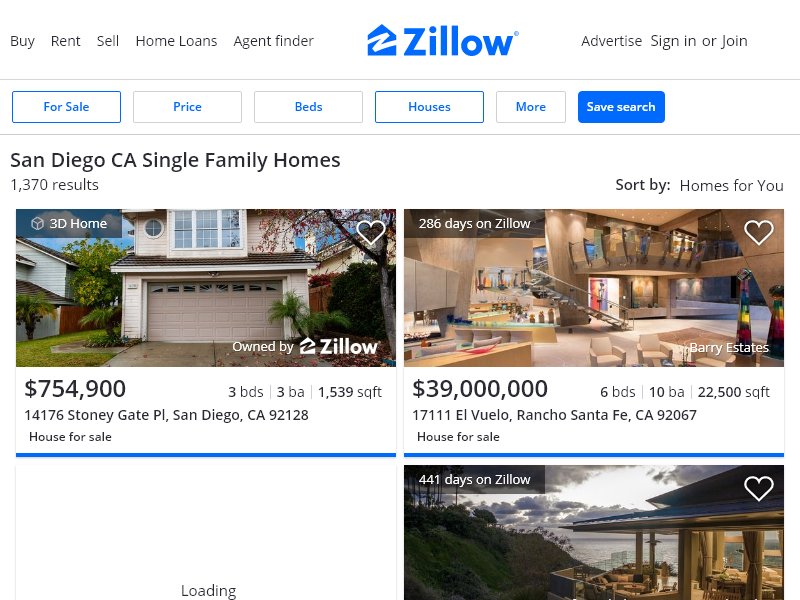 Buy Rent Sell Home Loans Agent finder Zillow Advertise Sign in or Join
For Sale Price Beds Houses More Save search
San Diego CA Single Family Homes
1,370 results
Sort by: Homes for You
3D Home
Owned by Zillow
$754,900 3 bds 3 ba 1,539 sqft
14176 Stoney Gate Pl, San Diego, CA 92128
House for sale
286 days on Zillow
Barry Estates
$39,000,000 6 bds 10 ba 22,500 sqft
17111 El Vuelo, Rancho Santa Fe, CA 92067
House for sale
Loading
441 days on Zillow